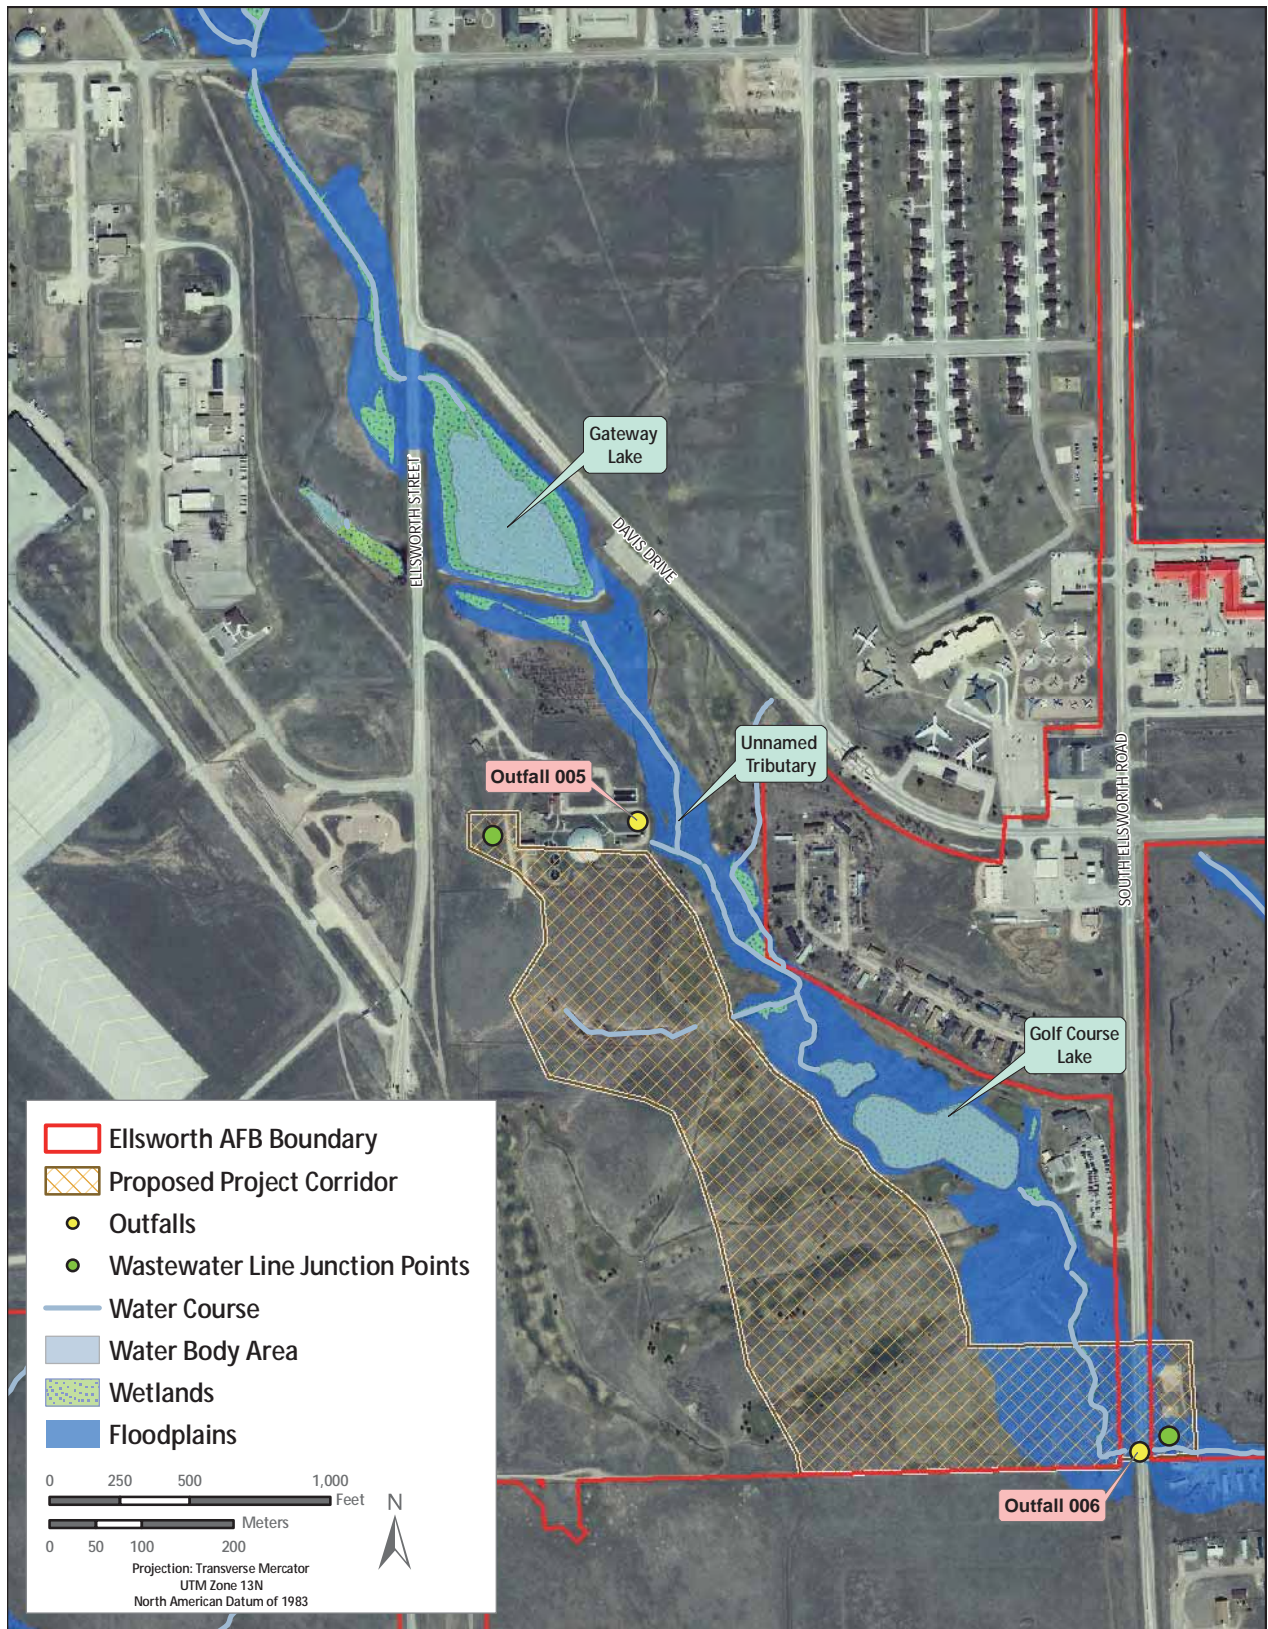 Gateway
Lake
ELLSWORTH STREET
DAVIS DRIVE
Unnamed
Tributary
Outfall 005
SOUTH ELLSWORTH ROAD
Golf Course
Lake
Ellsworth AFB Boundary
Proposed Project Corridor
Outfalls
Wastewater Line Junction Points
Water Course
Water Body Area
Wetlands
Floodplains
0 250 500 1,000
Feet
Meters
0 50 100 200
N
Projection: Transverse Mercator
UTM Zone 13N
North American Datum of 1983
Outfall 006